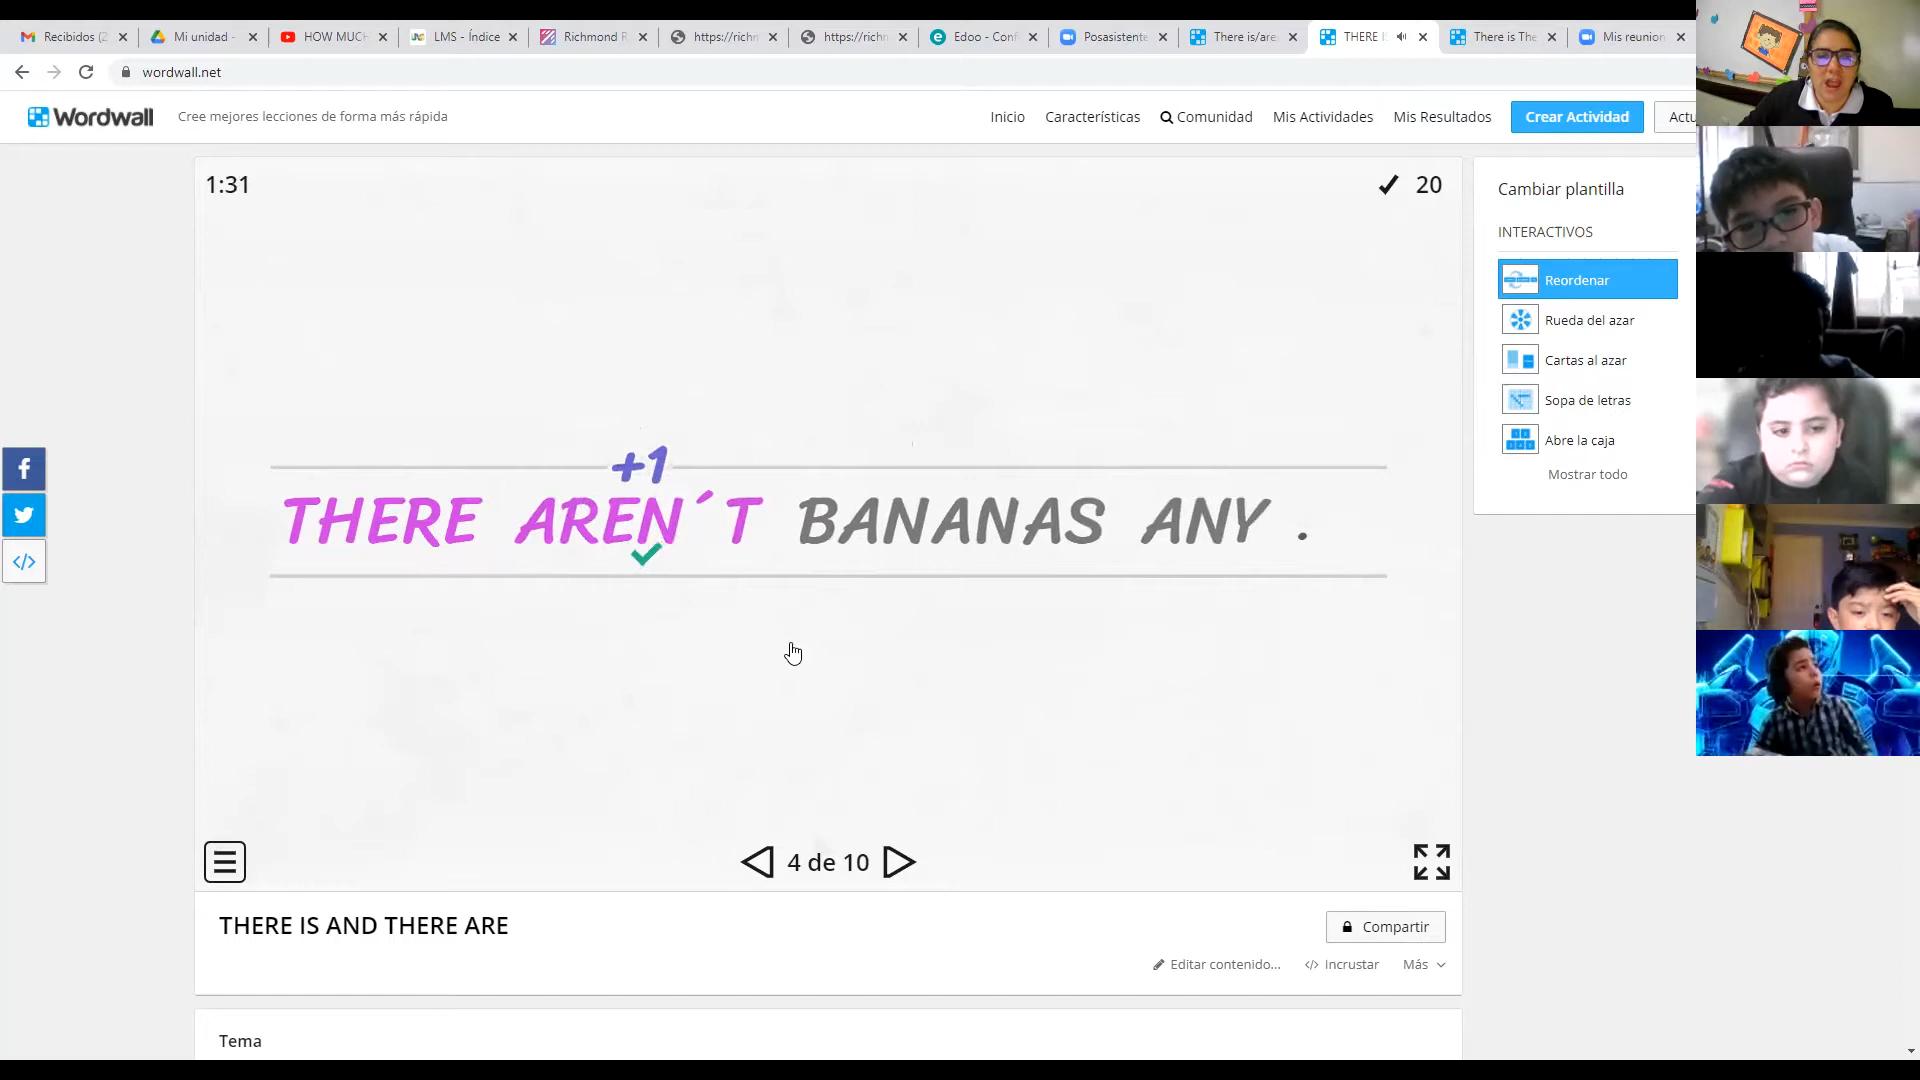 Recibidos (2
Mi unidad -
HOW MUCH
LMS - Índice
Richmond R
https://richn
https://richn
Edoo - Conf
Posasistente
There is/are
THERE I
There is The
Mis reunion
wordwall.net
Wordwall
Cree mejores lecciones de forma más rápida
Inicio
Características
Comunidad
Mis Actividades
Mis Resultados
Crear Actividad
Actu
1:31
20
+1
THERE AREN´T BANANAS ANY .
4 de 10
THERE IS AND THERE ARE
Compartir
Editar contenido...
Incrustar
Más
Tema
Cambiar plantilla
INTERACTIVOS
Reordenar
Rueda del azar
Cartas al azar
Sopa de letras
Abre la caja
Mostrar todo